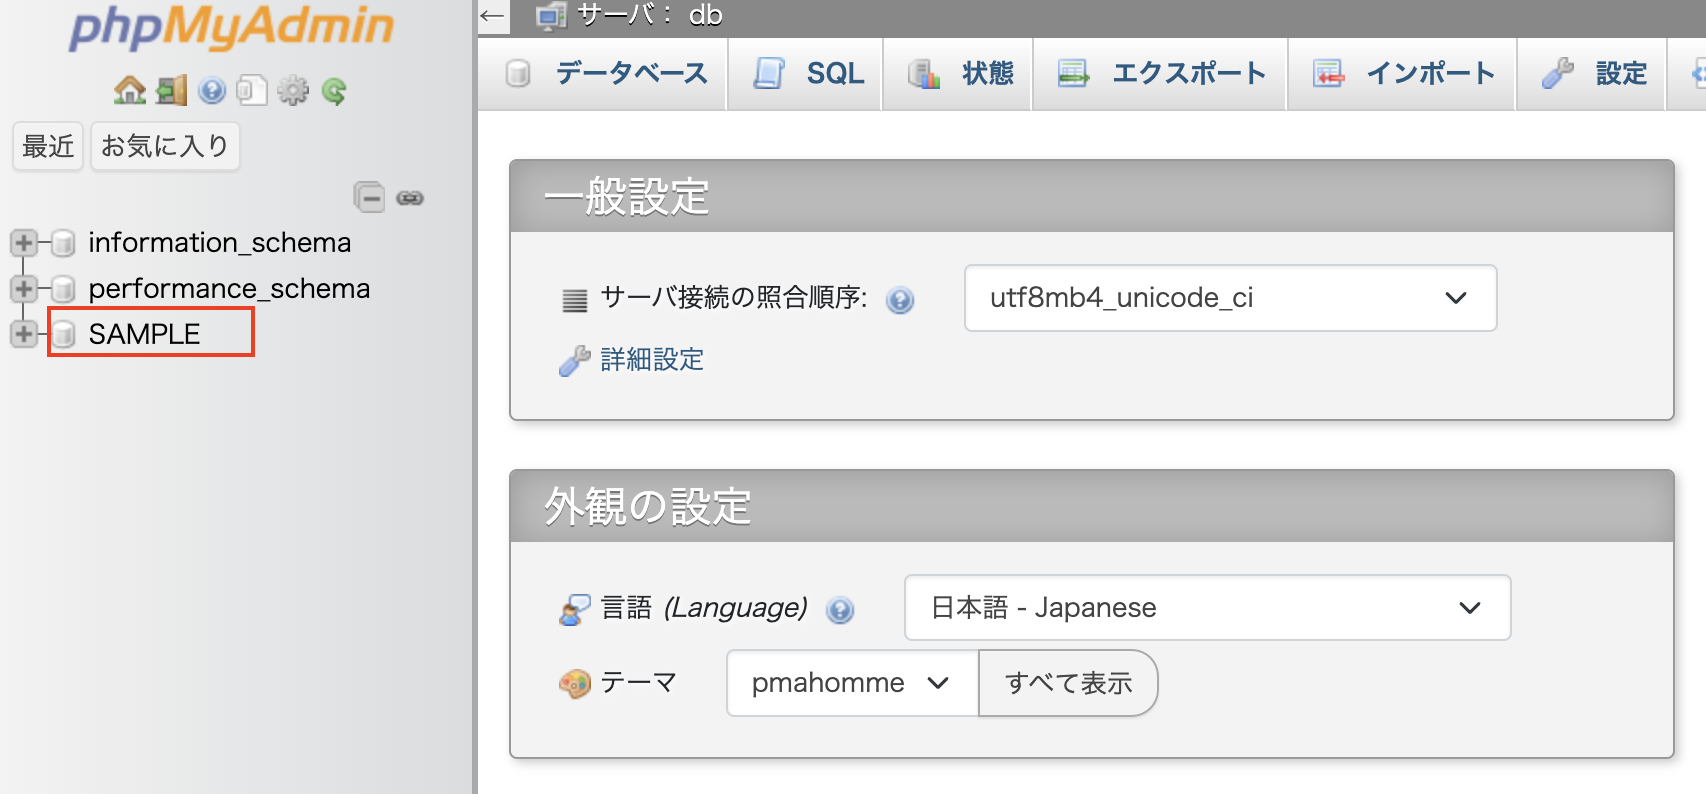 phpMyAdmin
最近 お気に入り
information_schema
performance_schema
SAMPLE
サーバ： db
データベース SQL 状態 エクスポート インポート 設定
一般設定
サーバ接続の照合順序: utf8mb4_unicode_ci
詳細設定
外観の設定
言語 (Language) 日本語 - Japanese
テーマ pmahomme すべて表示